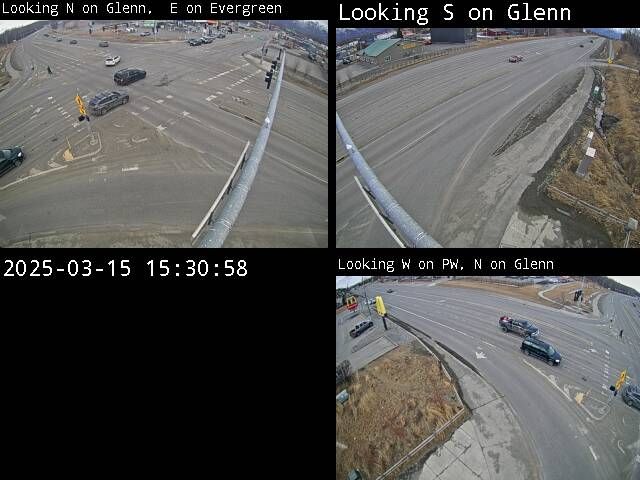 Looking N on Glenn,  E on Evergreen
Looking S on Glenn
2025-03-15 15:30:58
Looking W on PW, N on Glenn